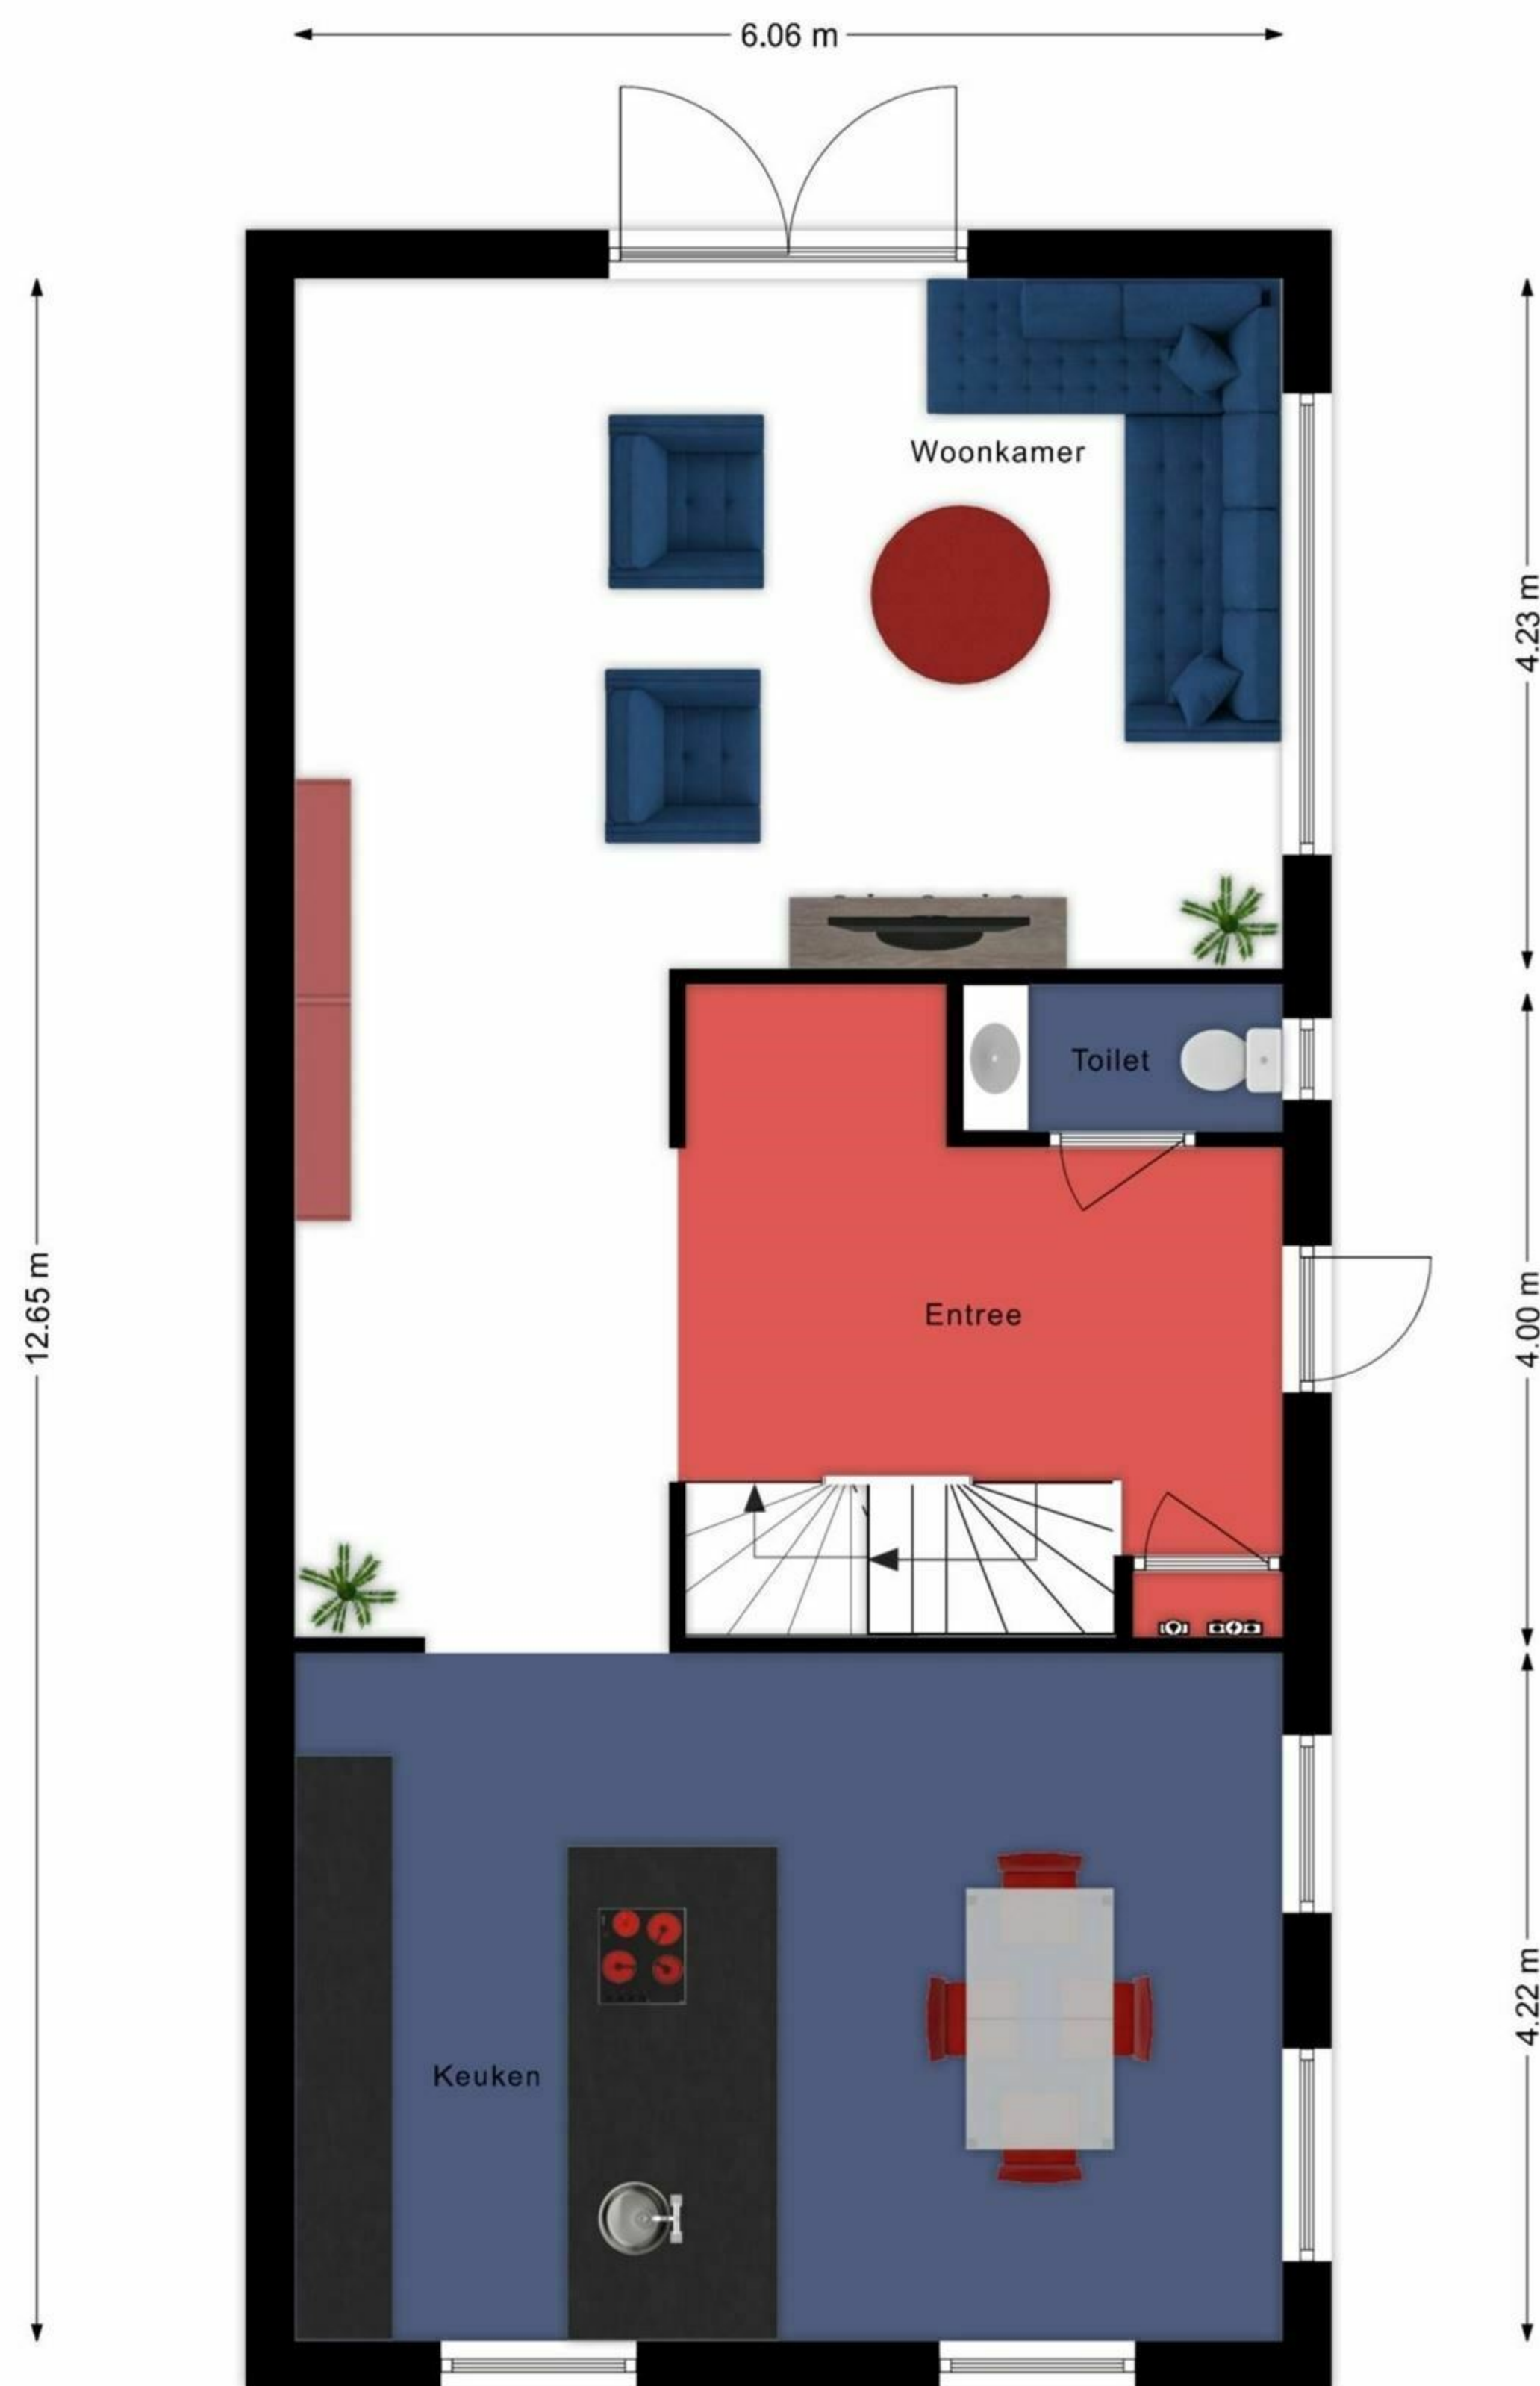 6.06 m
Woonkamer
4.23 m
Toilet
12.65 m
Entree
4.00 m
Keuken
4.22 m